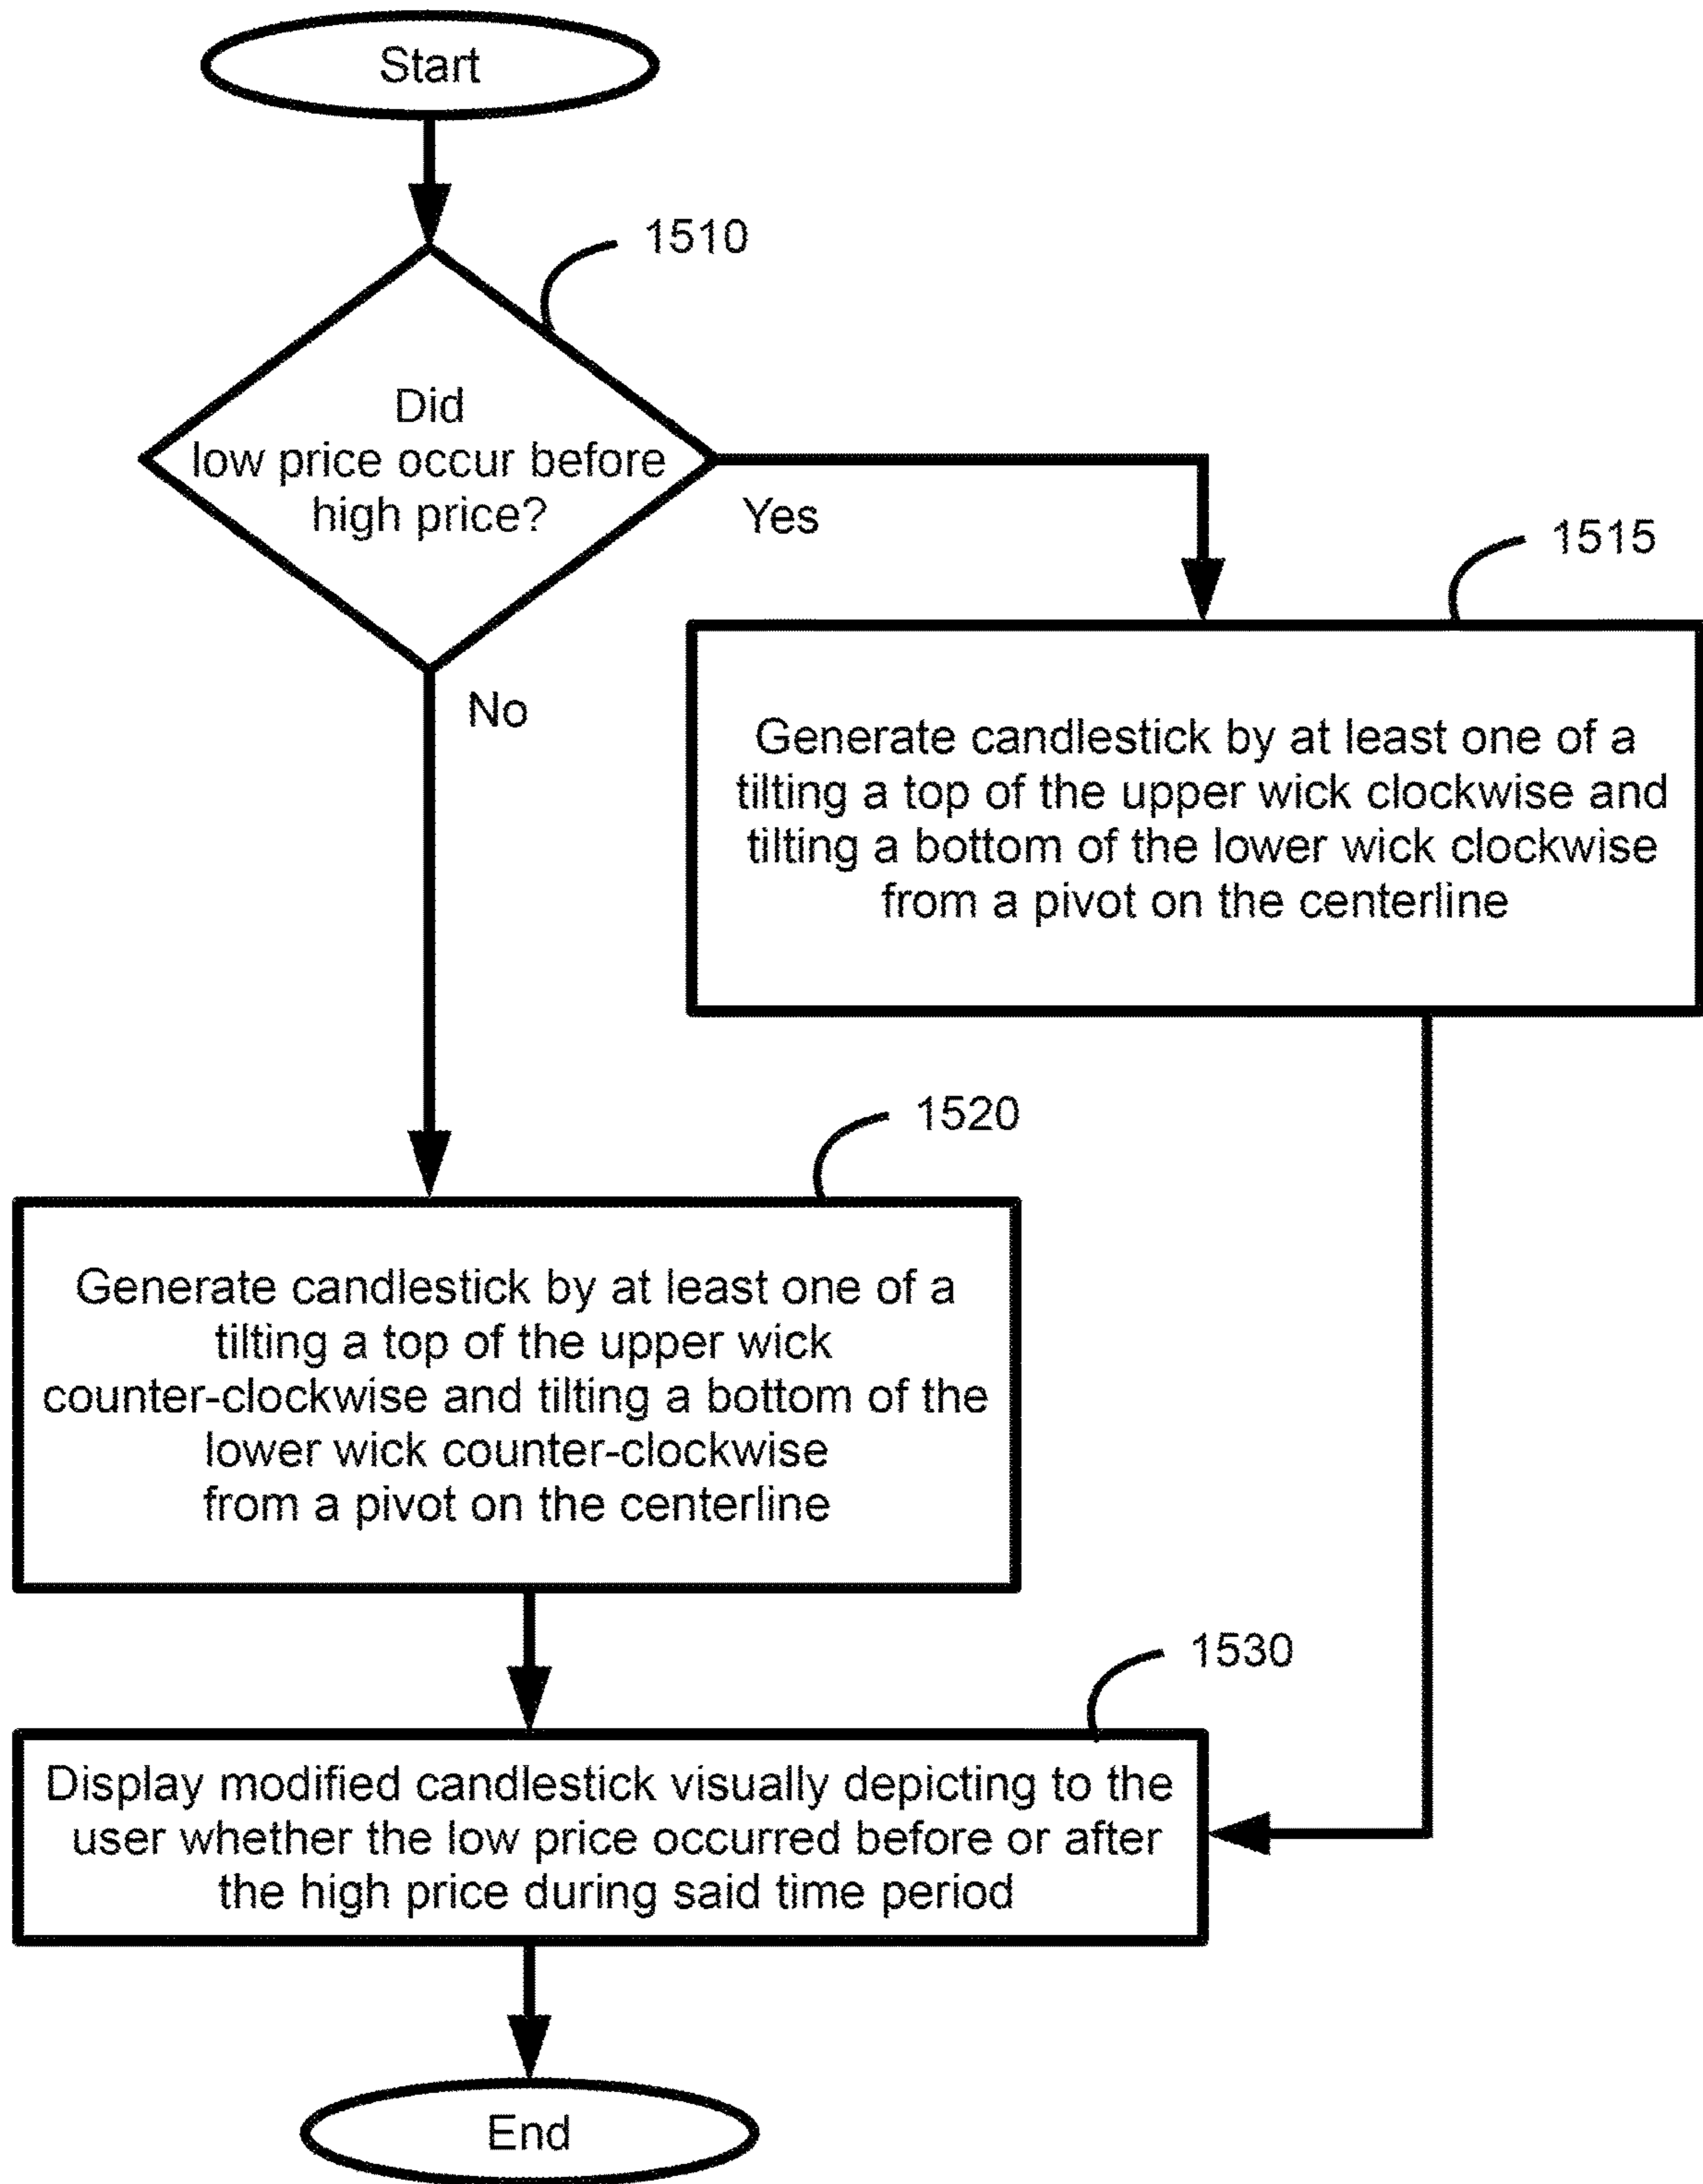 Start
1510
Did
low price occur before
high price?
Yes
1515
No
Generate candlestick by at least one of a
tilting a top of the upper wick clockwise and
tilting a bottom of the lower wick clockwise
from a pivot on the centerline
1520
Generate candlestick by at least one of a
tilting a top of the upper wick
counter-clockwise and tilting a bottom of the
lower wick counter-clockwise
from a pivot on the centerline
1530
Display modified candlestick visually depicting to the
user whether the low price occurred before or after
the high price during said time period
End